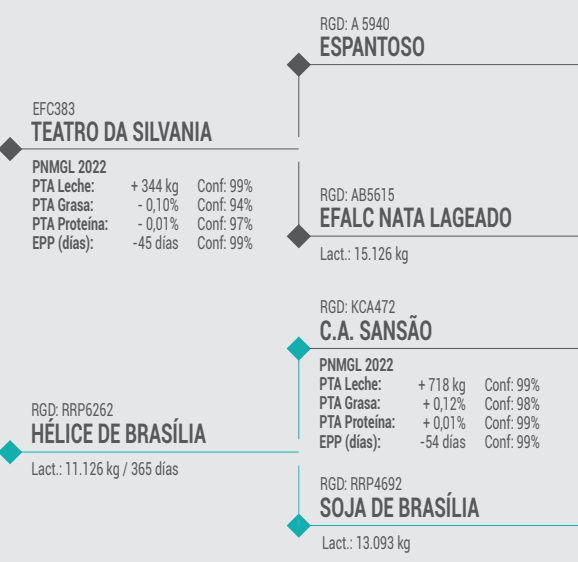 RGD: A 5940
ESPANTOSO
EFC383
TEATRO DA SILVANIA
PNMGL 2022
PTA Leche: + 344 kg Conf: 99%
PTA Grasa: - 0,10% Conf: 94%
PTA Proteína: - 0,01% Conf: 97%
EPP (días): -45 días Conf: 99%
RGD: AB5615
EFALC NATA LAGEADO
Lact.: 15.126 kg
RGD: KCA472
C.A. SANSÃO
PNMGL 2022
PTA Leche: + 718 kg Conf: 99%
PTA Grasa: + 0,12% Conf: 98%
PTA Proteína: + 0,01% Conf: 99%
EPP (días): -54 días Conf: 99%
RGD: RRP6262
HÉLICE DE BRASÍLIA
Lact.: 11.126 kg / 365 días
RGD: RRP4692
SOJA DE BRASÍLIA
Lact.: 13.093 kg